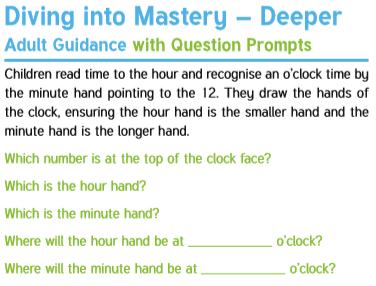 Diving into Mastery – Deeper
Adult Guidance with Question Prompts
Children read time to the hour and recognise an o'clock time by
the minute hand pointing to the 12. They draw the hands of
the clock, ensuring the hour hand is the smaller hand and the
minute hand is the longer hand.
Which number is at the top of the clock face?
Which is the hour hand?
Which is the minute hand?
Where will the hour hand be at ____________ o'clock?
Where will the minute hand be at ____________ o'clock?